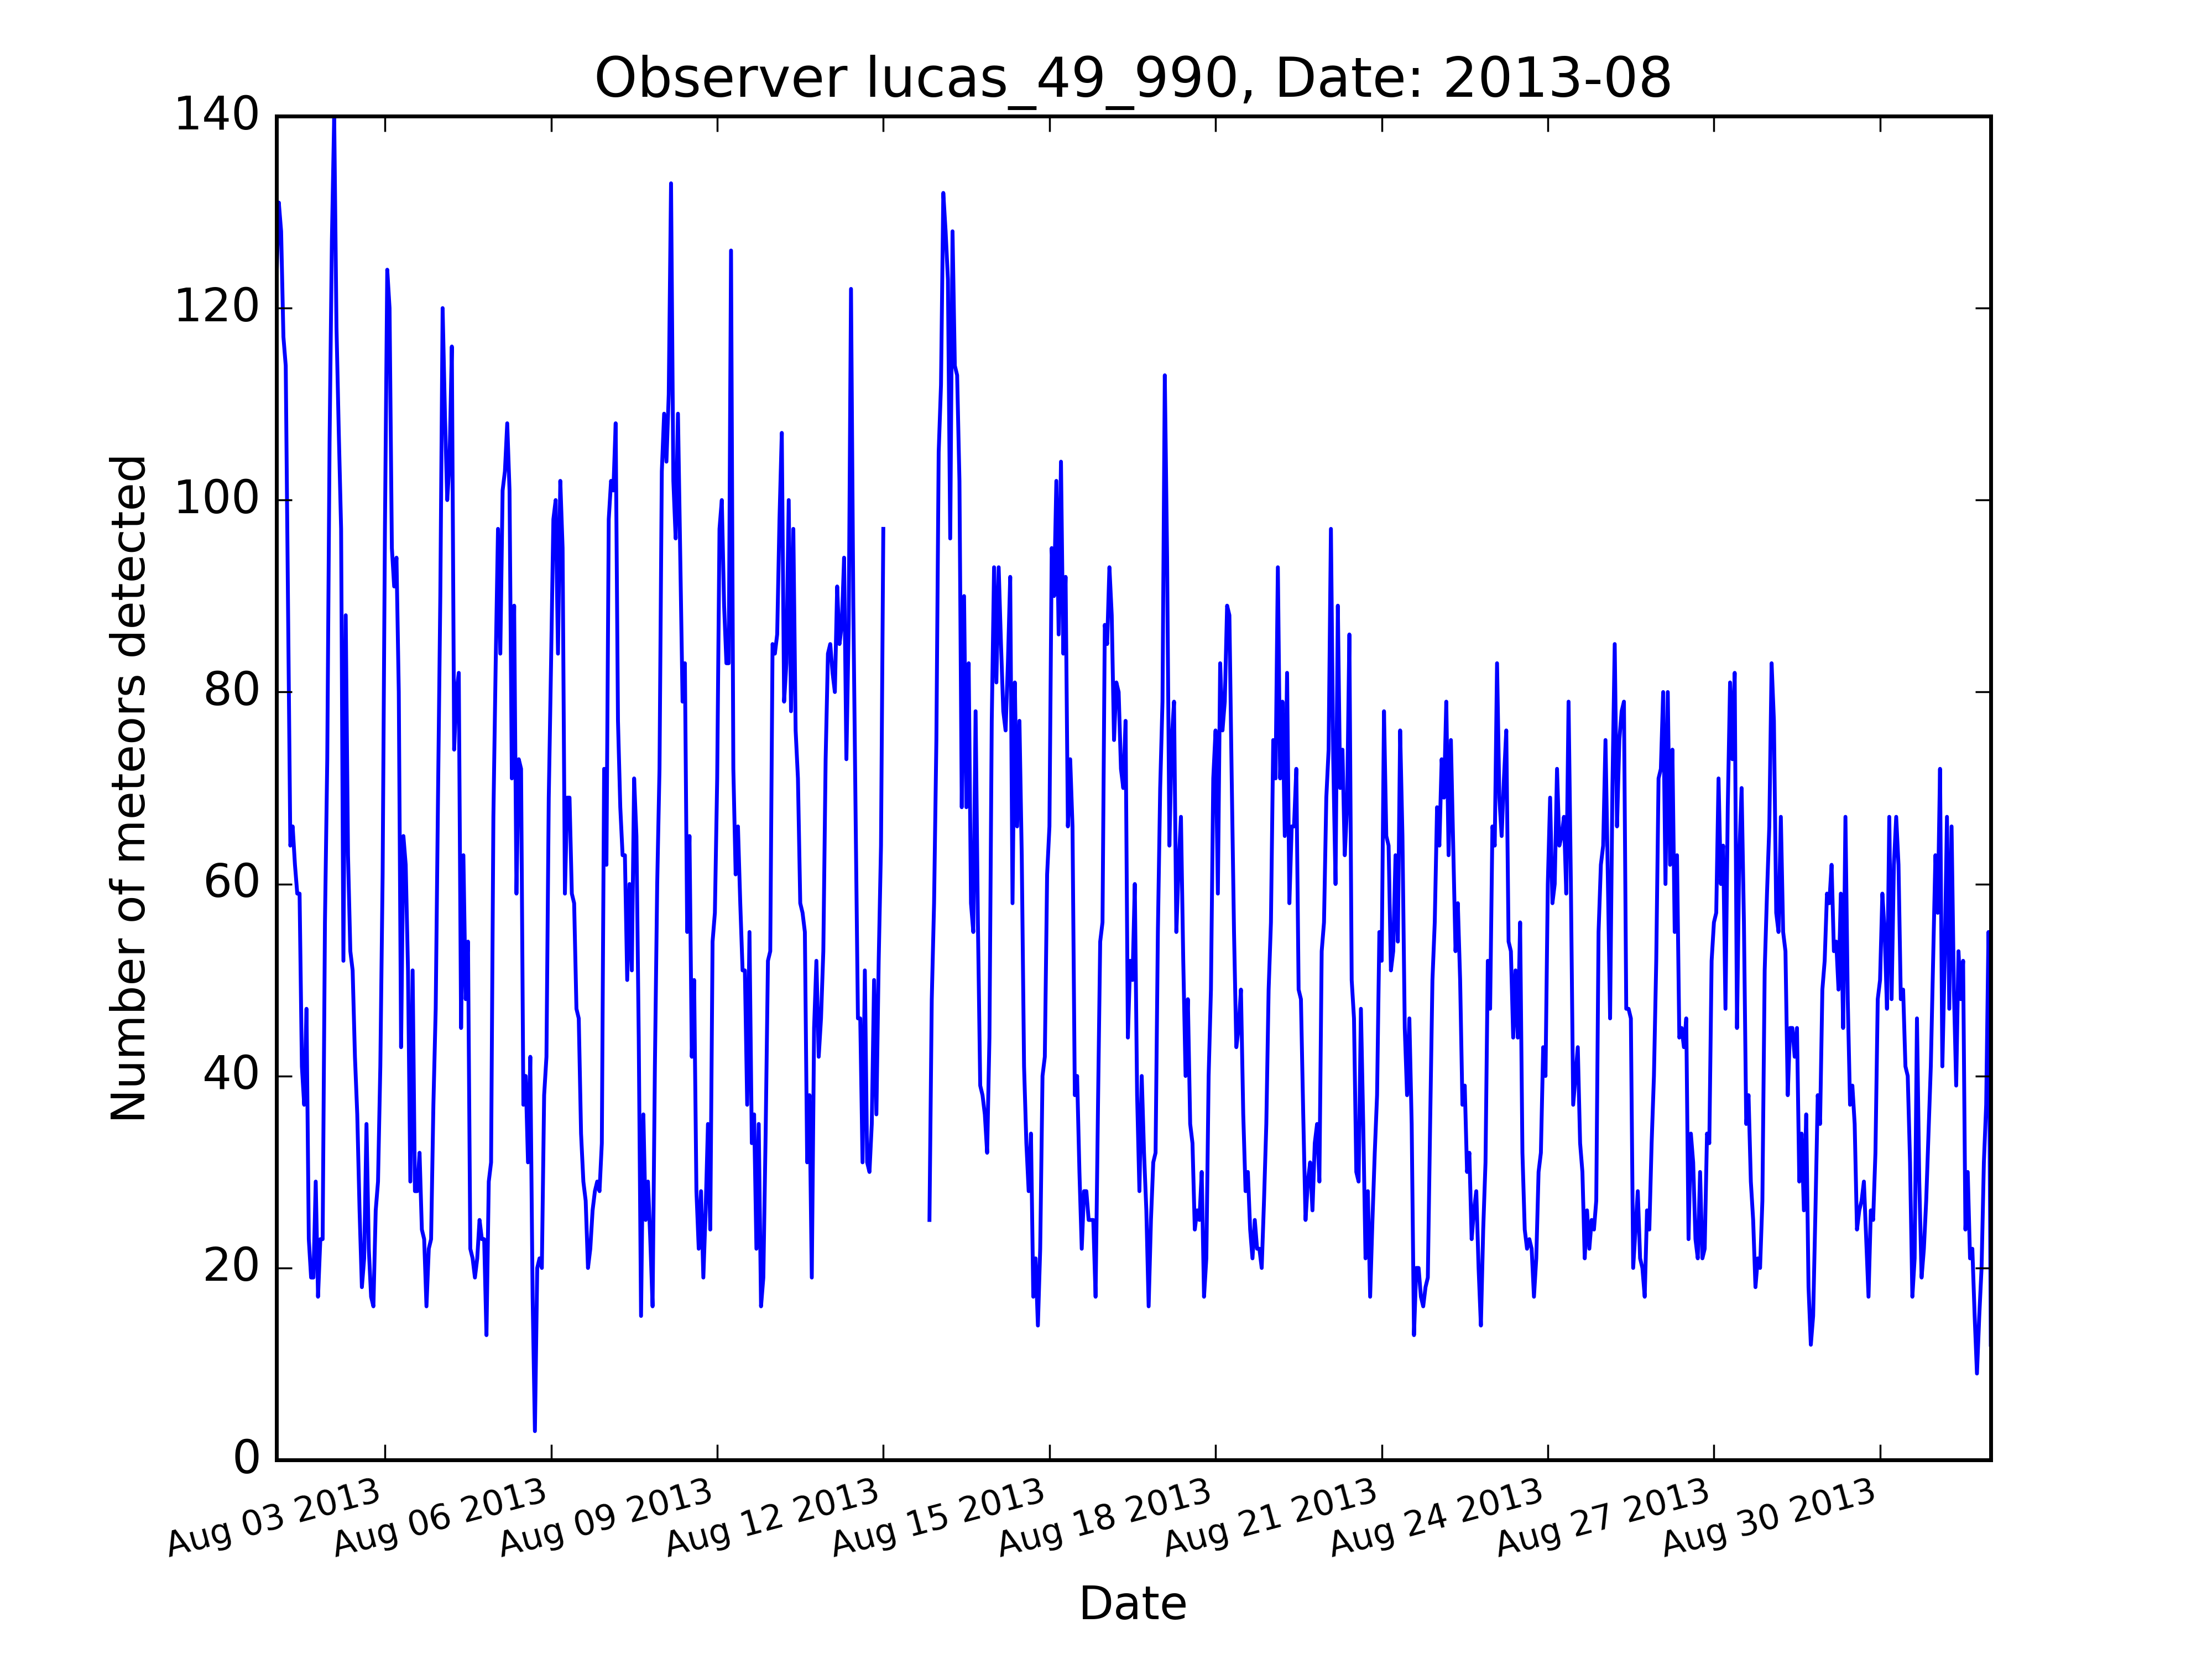 Observer lucas_49_990, Date: 2013-08
140
120
100
80
60
40
20
0
Number of meteors detected
Aug 03 2013
Aug 06 2013
Aug 09 2013
Aug 12 2013
Aug 15 2013
Aug 18 2013
Aug 21 2013
Aug 24 2013
Aug 27 2013
Aug 30 2013
Date